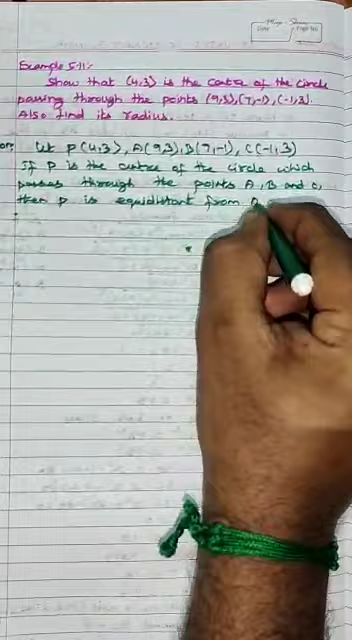 Example 5.11:-
Show that (4,3) is the centre of the circle
passing through the points (9,3), (7,-1), (-1,3).
Also find its radius.
Let P(4,3), A(9,3), B(7,-1), C(-1,3)
If P is the centre of the circle which
passes through the points A, B and C,
then P is equidistant from